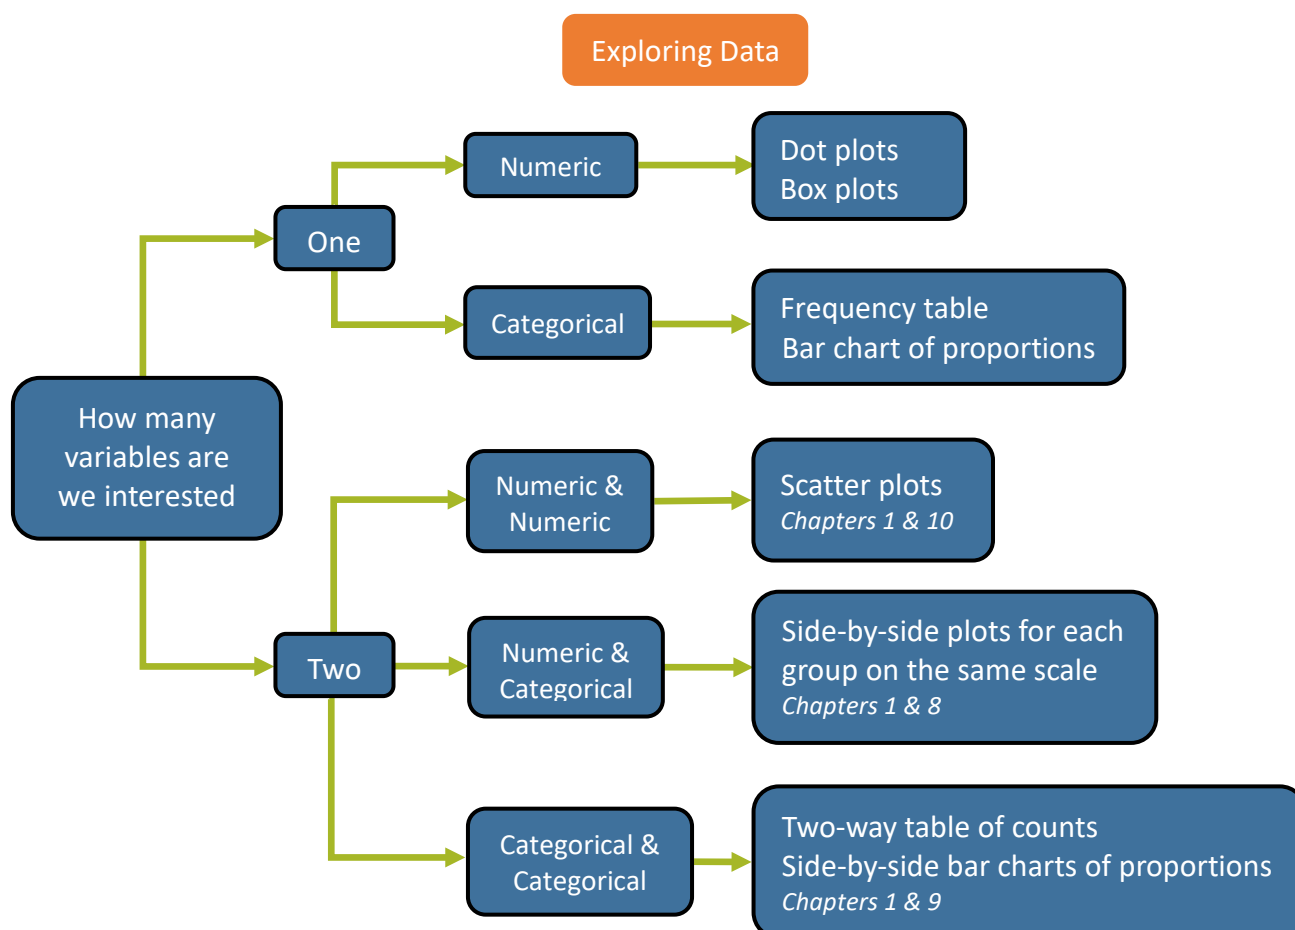 Exploring Data
Numeric
Dot plots
Box plots
One
Categorical
Frequency table
Bar chart of proportions
How many
variables are
we interested
Numeric &
Numeric
Scatter plots
Chapters 1 & 10
Two
Numeric &
Categorical
Side-by-side plots for each
group on the same scale
Chapters 1 & 8
Categorical &
Categorical
Two-way table of counts
Side-by-side bar charts of proportions
Chapters 1 & 9